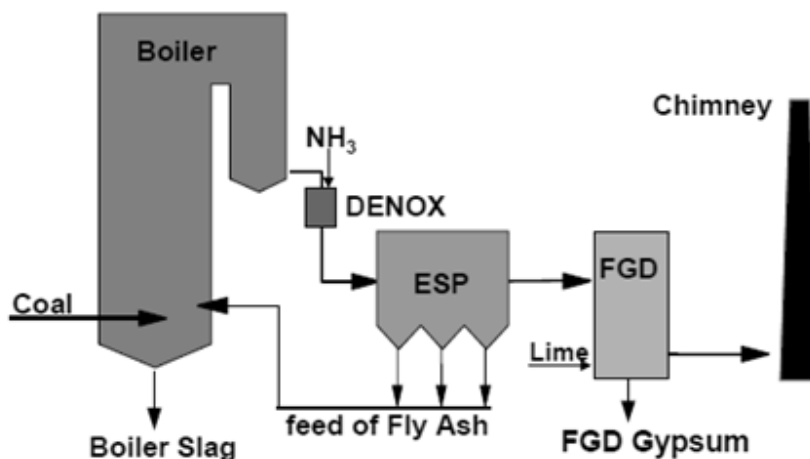 Boiler
Chimney
NH₃
DENOX
ESP
FGD
Coal
Lime
feed of Fly Ash
Boiler Slag
FGD Gypsum